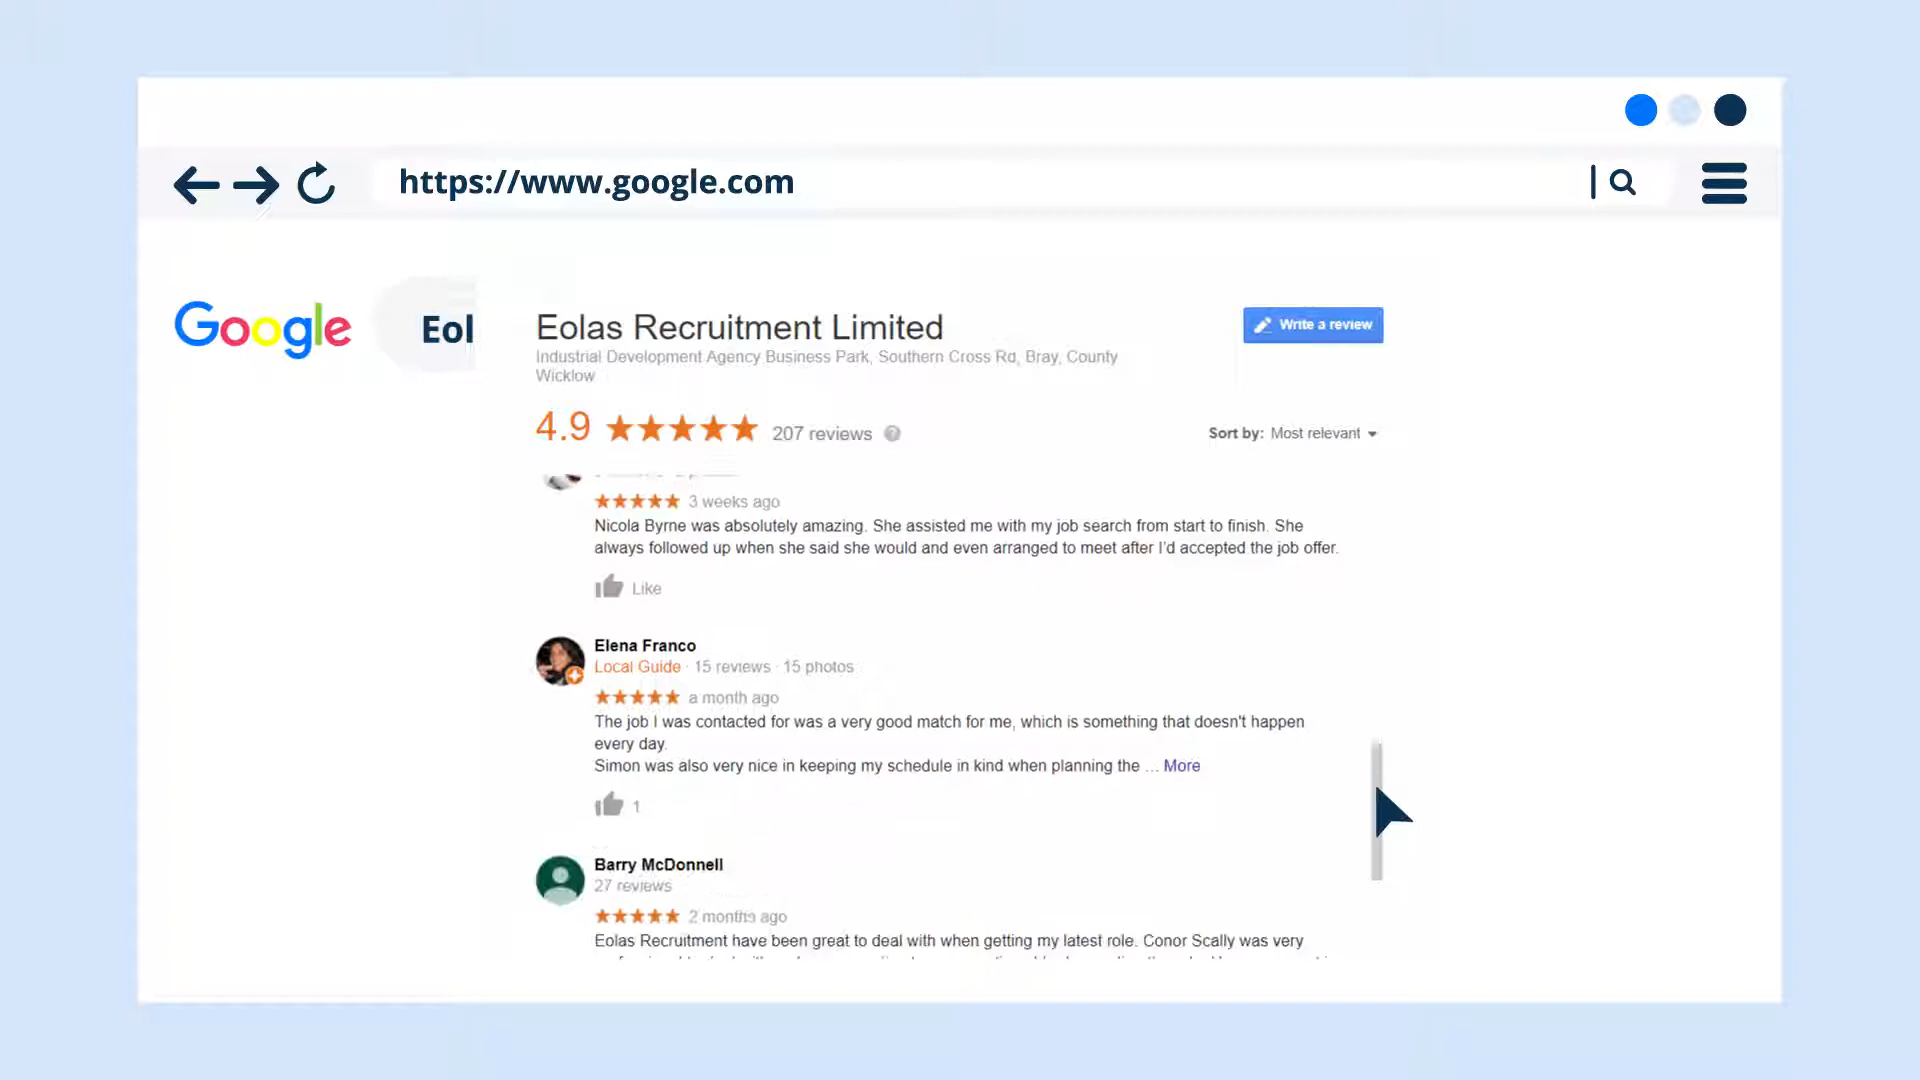 https://www.google.com
Google
Eol
Eolas Recruitment Limited
Write a review
Industrial Development Agency Business Park, Southern Cross Rd, Bray, County
Wicklow
4.9 207 reviews
Sort by: Most relevant
3 weeks ago
Nicola Byrne was absolutely amazing. She assisted me with my job search from start to finish. She
always followed up when she said she would and even arranged to meet after I'd accepted the job offer.
Like
Elena Franco
Local Guide · 15 reviews · 15 photos
a month ago
The job I was contacted for was a very good match for me, which is something that doesn't happen
every day.
Simon was also very nice in keeping my schedule in kind when planning the ... More
1
Barry McDonnell
27 reviews
2 months ago
Eolas Recruitment have been great to deal with when getting my latest role. Conor Scally was very